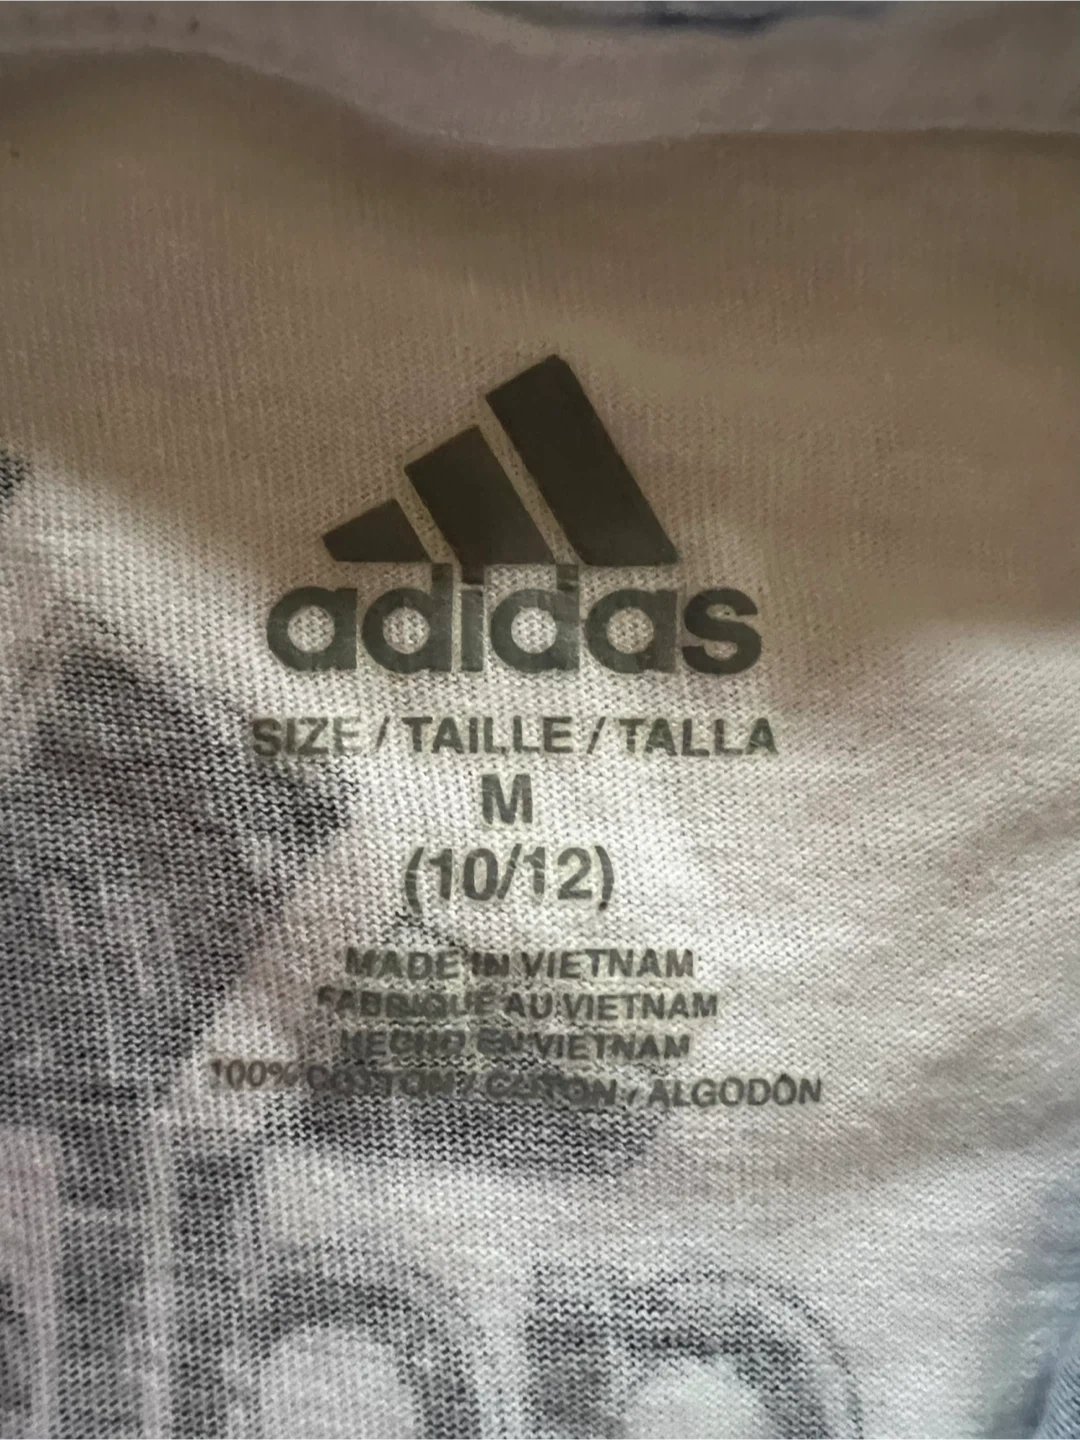 adidas
SIZE / TAILLE / TALLA
M
(10/12)
MADE IN VIETNAM
FABRIQUÉ AU VIETNAM
HECHO EN VIETNAM
100% COTTON / COTON / ALGODÓN